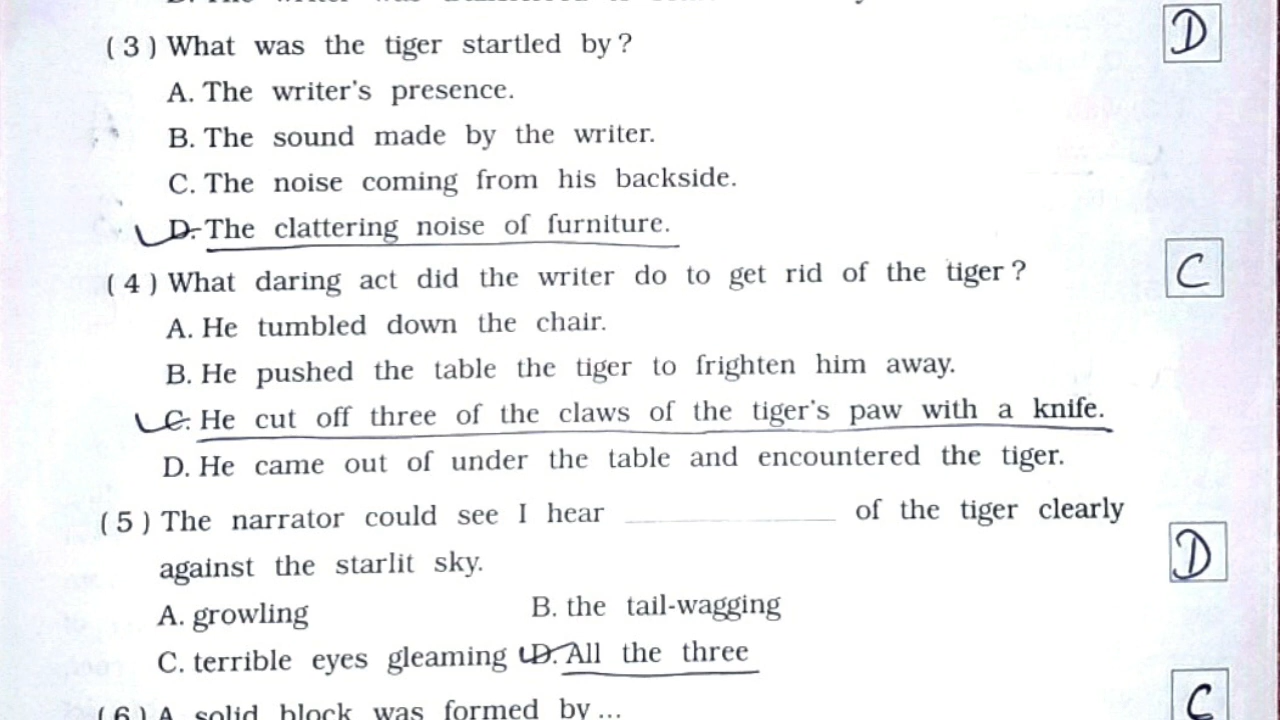 (3) What was the tiger startled by? D
A. The writer's presence.
B. The sound made by the writer.
C. The noise coming from his backside.
D. The clattering noise of furniture.
(4) What daring act did the writer do to get rid of the tiger? C
A. He tumbled down the chair.
B. He pushed the table the tiger to frighten him away.
C. He cut off three of the claws of the tiger's paw with a knife.
D. He came out of under the table and encountered the tiger.
(5) The narrator could see I hear ____________ of the tiger clearly D
against the starlit sky.
A. growling B. the tail-wagging
C. terrible eyes gleaming D. All the three
(6) A solid block was formed by... C